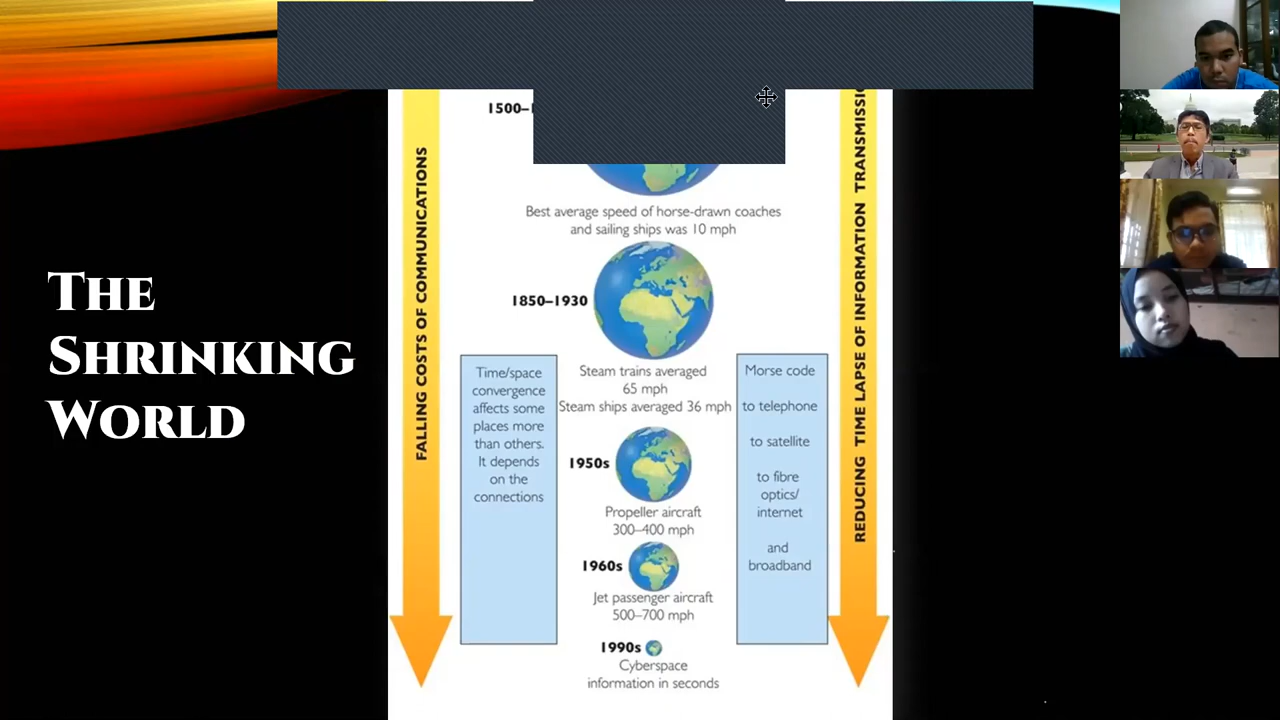 THE
SHRINKING
WORLD
FALLING COSTS OF COMMUNICATIONS
1500–
Best average speed of horse-drawn coaches
and sailing ships was 10 mph
1850–1930
Steam trains averaged
65 mph
Steam ships averaged 36 mph
1950s
Propeller aircraft
300–400 mph
1960s
Jet passenger aircraft
500–700 mph
1990s
Cyberspace
information in seconds
Time/space
convergence
affects some
places more
than others.
It depends
on the
connections
Morse code
to telephone
to satellite
to fibre
optics/
internet
and
broadband
REDUCING TIME LAPSE OF INFORMATION